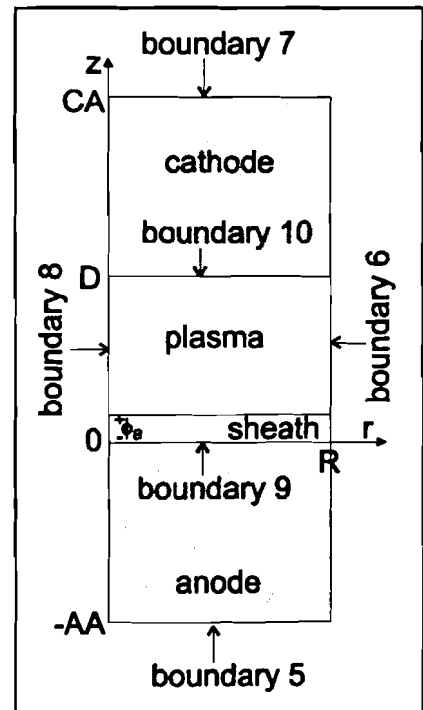 boundary 7
z
CA
cathode
boundary 10
boundary 8
D
boundary 6
plasma
+
ϕa
-
sheath
0
R
r
boundary 9
anode
-AA
boundary 5